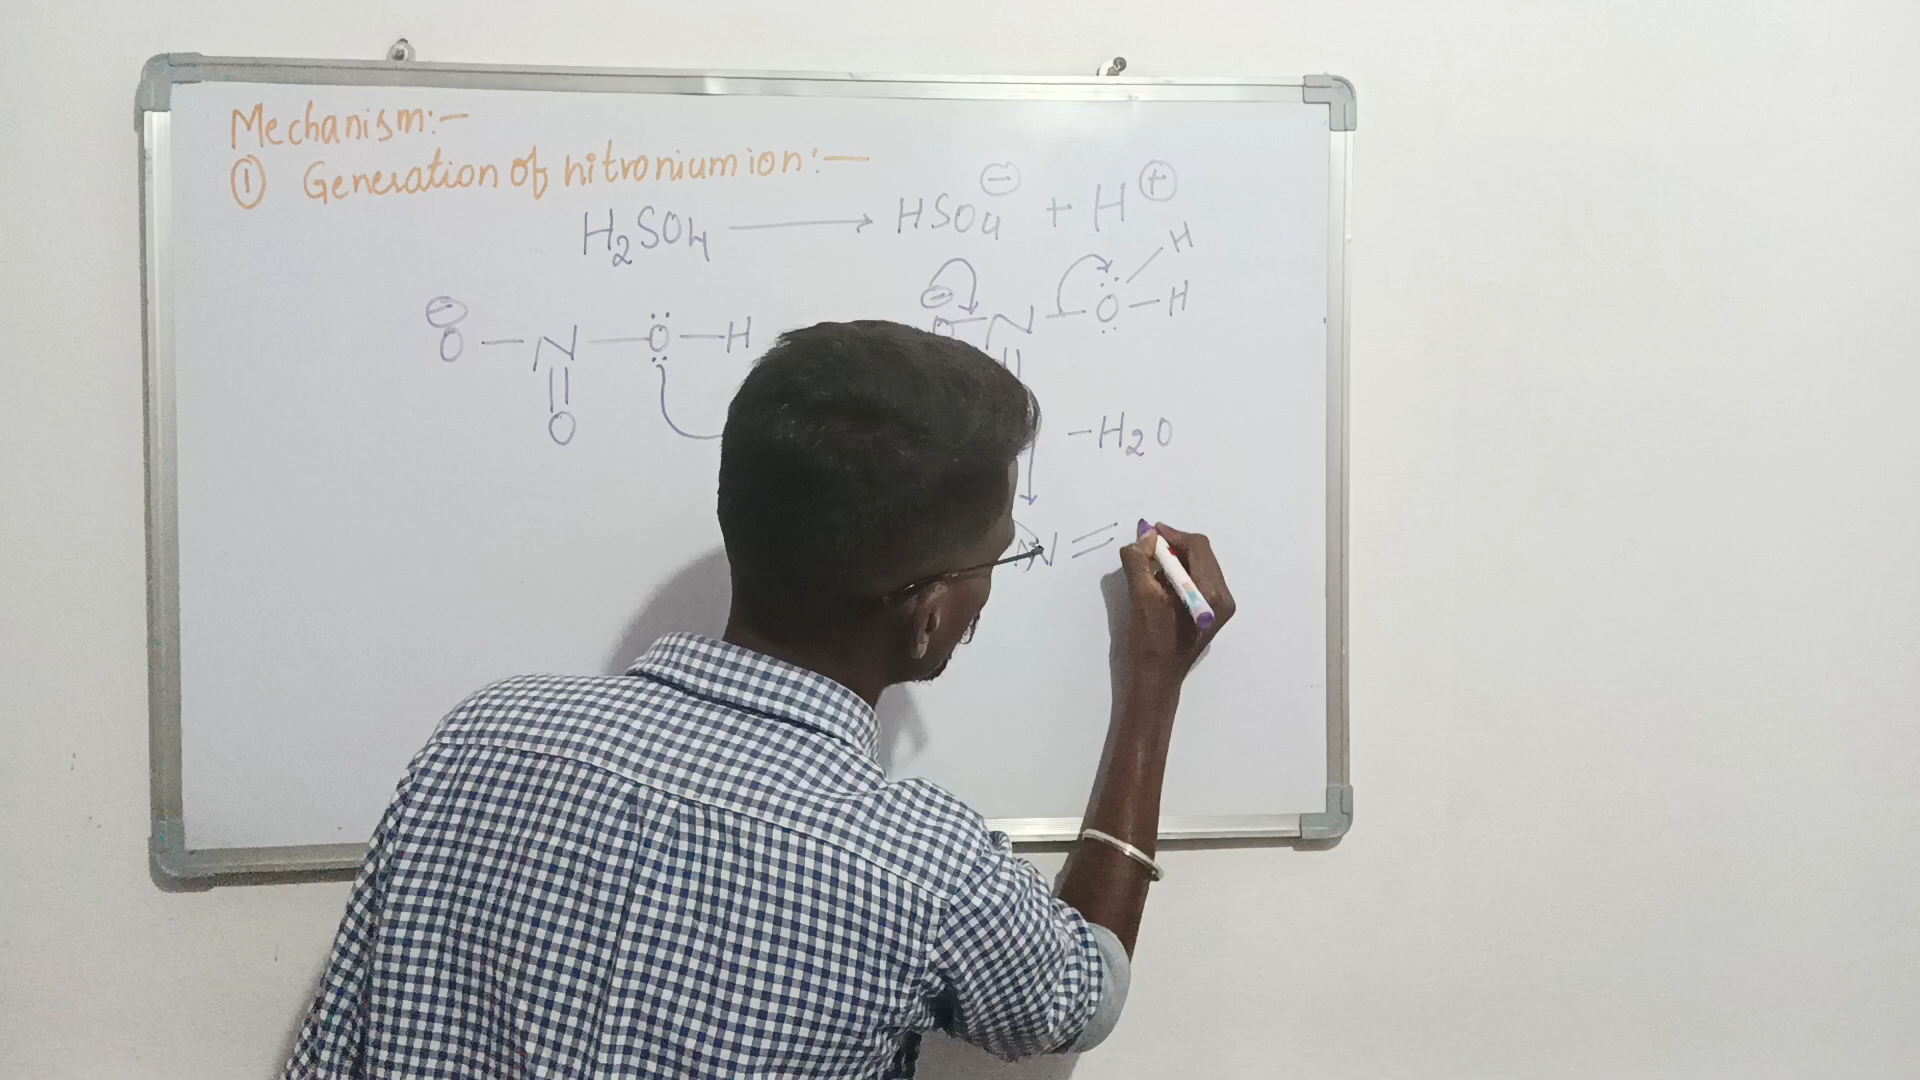 Mechanism:-
① Generation of nitronium ion:-
H₂SO₄ ⟶ HSO₄⊖ + H⊕
⊖O — N — Ö — H
O
⊖O — N — Ö — H
H
-H₂O
N =